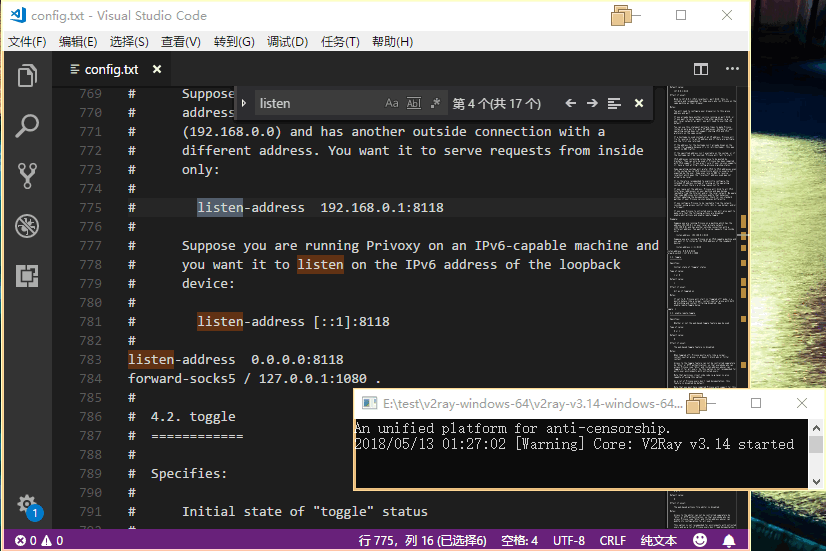 config.txt - Visual Studio Code
文件(F) 编辑(E) 选择(S) 查看(V) 转到(G) 调试(D) 任务(T) 帮助(H)
config.txt
listen Aa Abl .* 第 4 个(共 17 个)
769 # Suppose
770 # address
771 # (192.168.0.0) and has another outside connection with a
772 # different address. You want it to serve requests from inside
773 # only:
774 #
775 # listen-address 192.168.0.1:8118
776 #
777 # Suppose you are running Privoxy on an IPv6-capable machine and
778 # you want it to listen on the IPv6 address of the loopback
779 # device:
780 #
781 # listen-address [::1]:8118
782 #
783 listen-address 0.0.0.0:8118
784 forward-socks5 / 127.0.0.1:1080 .
785 #
786 # 4.2. toggle
787 # ============
788 #
789 # Specifies:
790 #
791 # Initial state of "toggle" status
E:\test\v2ray-windows-64\v2ray-v3.14-windows-64...
An unified platform for anti-censorship.
2018/05/13 01:27:02 [Warning] Core: V2Ray v3.14 started
1
0 0 行 775，列 16 (已选择6) 空格: 4 UTF-8 CRLF 纯文本